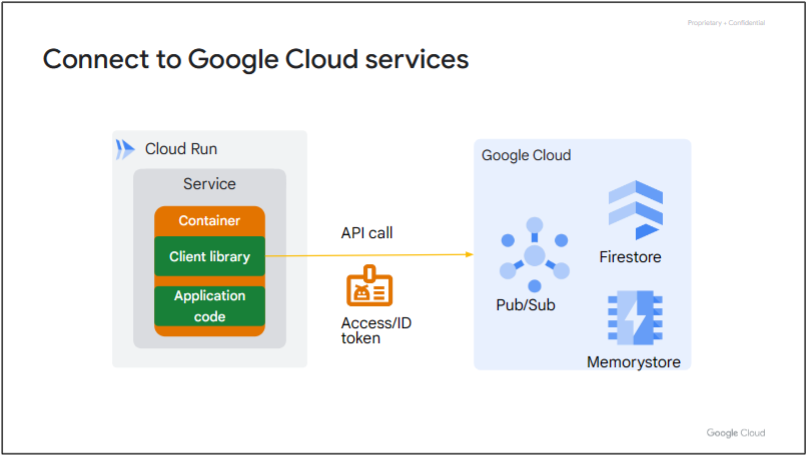 Proprietary + Confidential
Connect to Google Cloud services
Cloud Run
Service
Container
Client library
Application
code
API call
Access/ID
token
Google Cloud
Pub/Sub
Firestore
Memorystore
Google Cloud